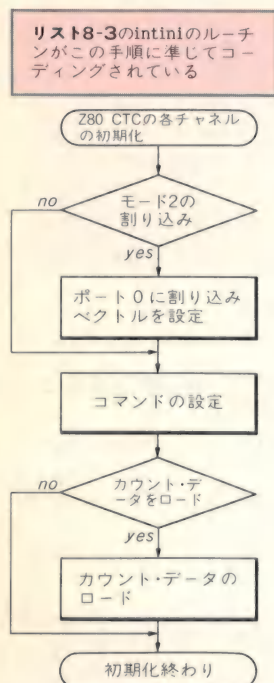 リスト8-3のintiniのルーチ
ンがこの手順に準じてコー
ディングされている
Z80 CTCの各チャネル
の初期化
no
モード2の
割り込み
yes
ポート0に割り込み
ベクトルを設定
コマンドの設定
no
カウント・デ
ータをロード
yes
カウント・データの
ロード
初期化終わり